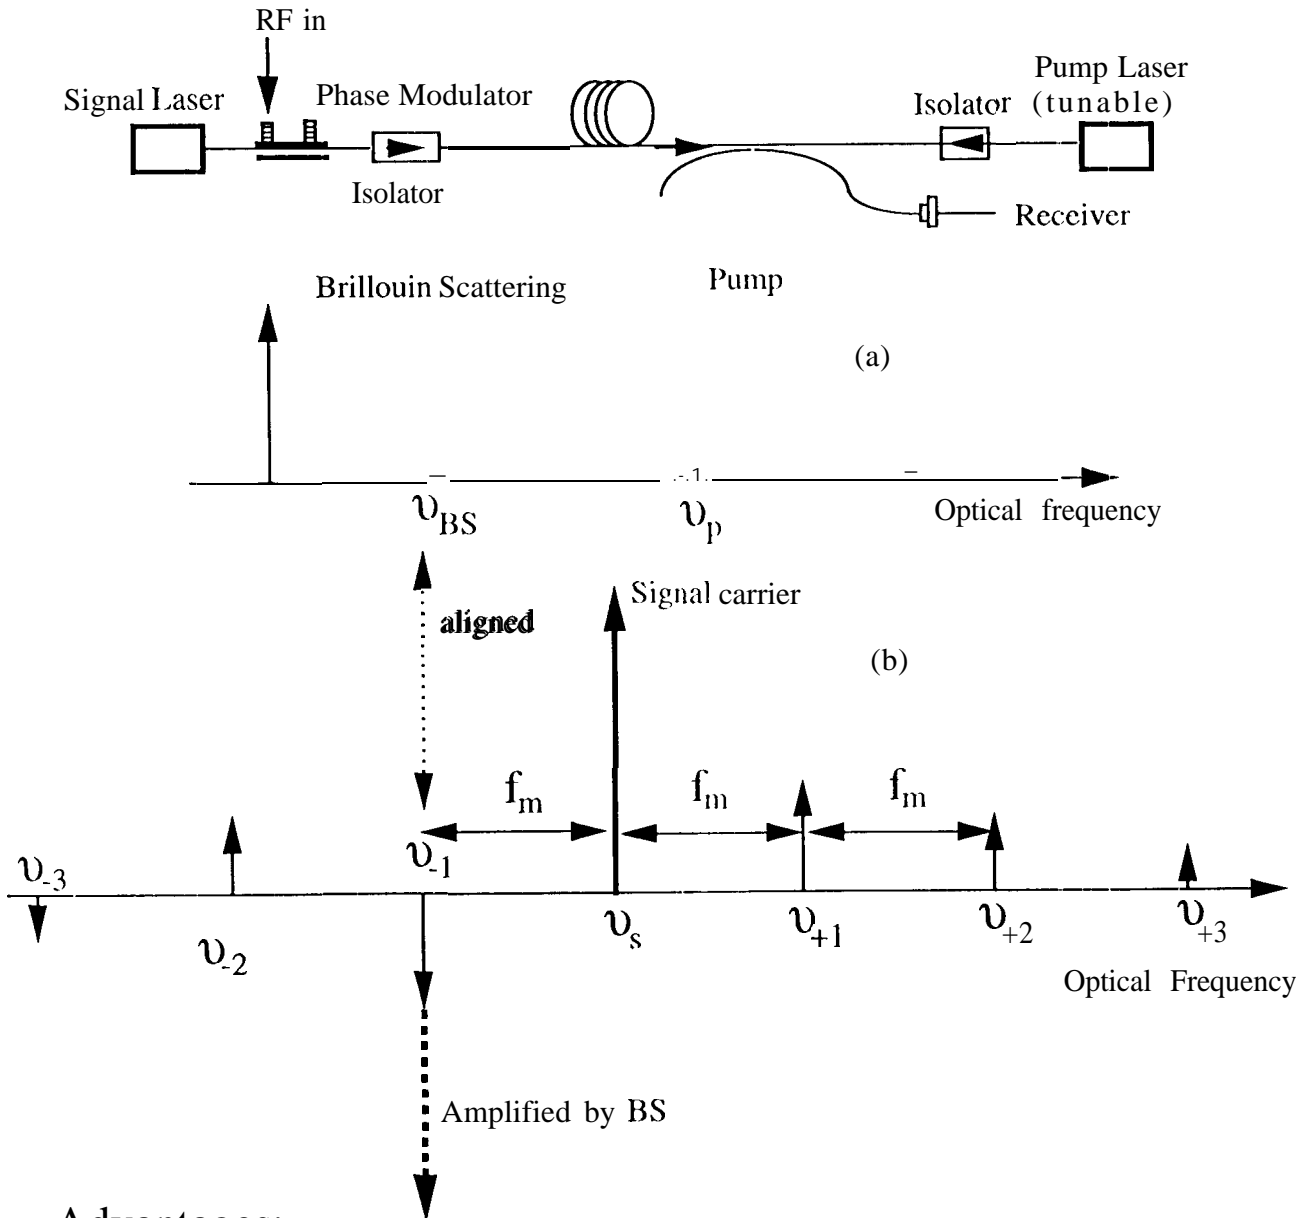 RF in
Signal Laser
Phase Modulator
Isolator
Pump Laser
(tunable)
Isolator
Receiver
Brillouin Scattering
Pump
(a)
υBS
υp
Optical frequency
aligned
Signal carrier
(b)
fm
fm
fm
υ-3
υ-2
υ-1
υs
υ+1
υ+2
υ+3
Optical Frequency
Amplified by BS